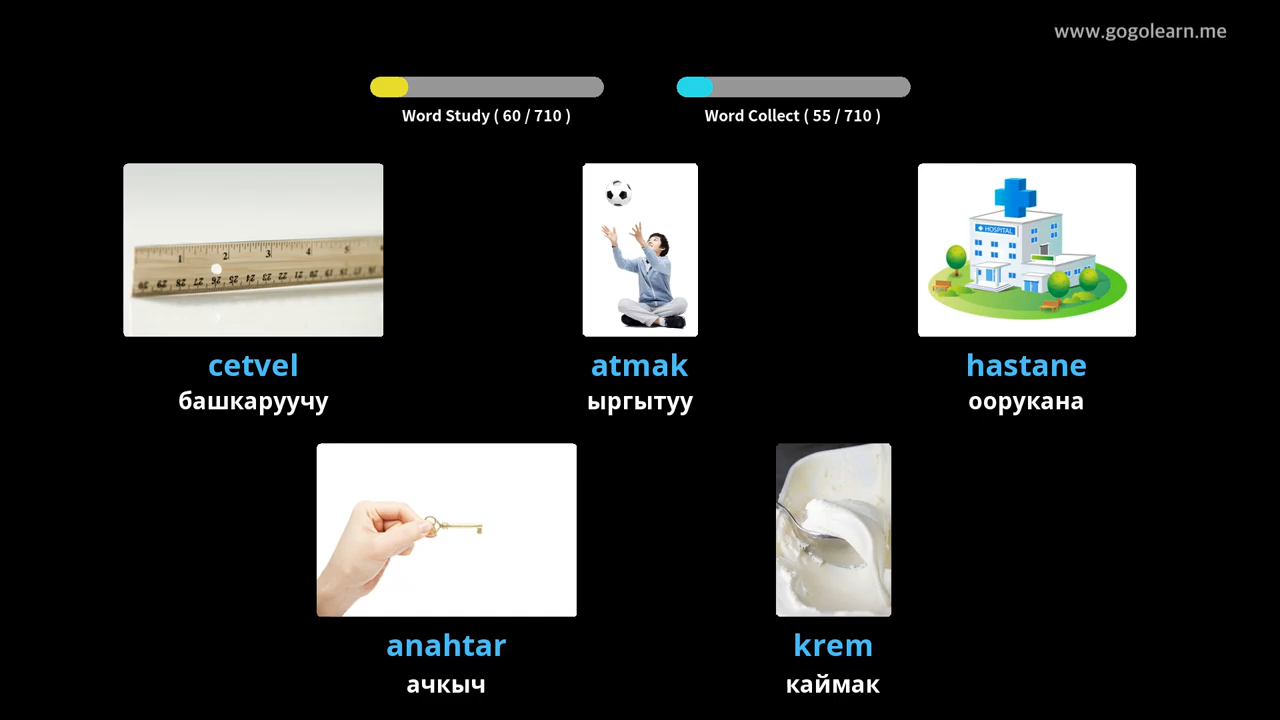 www.gogolearn.me
Word Study ( 60 / 710 )
Word Collect ( 55 / 710 )
HOSPITAL
cetvel
башкаруучу
atmak
ыргытуу
hastane
оорукана
anahtar
ачкыч
krem
каймак